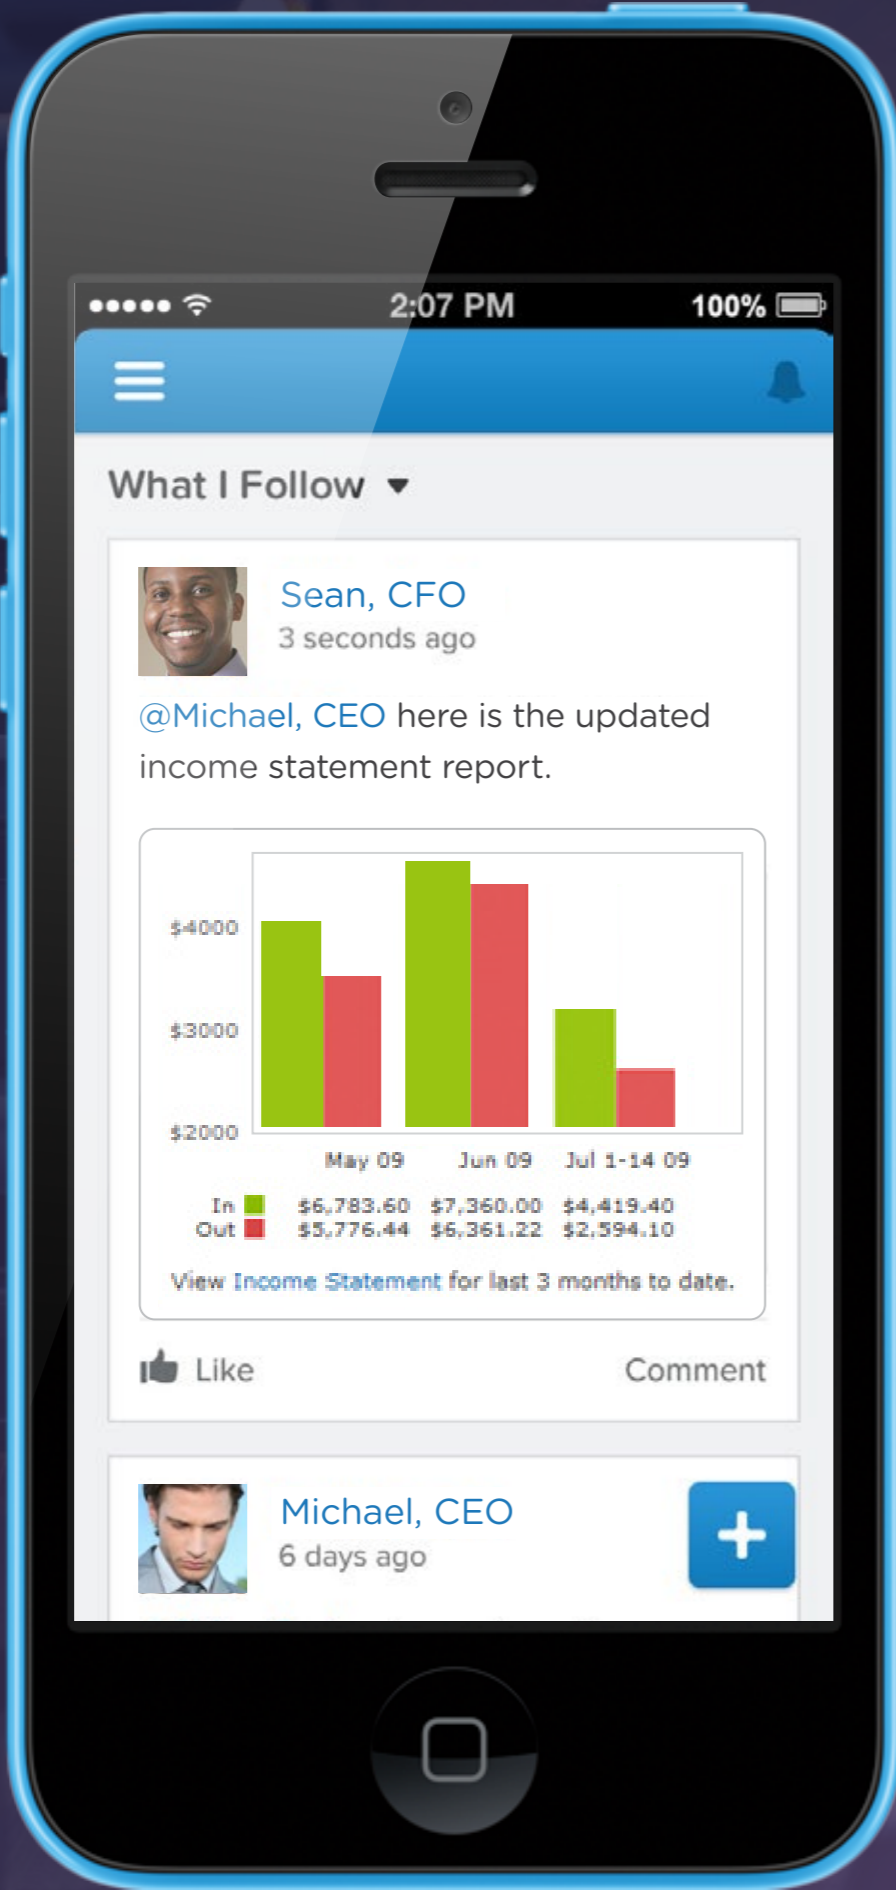 2:07 PM 100%
What I Follow
Sean, CFO
3 seconds ago
@Michael, CEO here is the updated
income statement report.
$4000
$3000
$2000
May 09 Jun 09 Jul 1-14 09
In $6,783.60 $7,360.00 $4,419.40
Out $5,776.44 $6,361.22 $2,594.10
View Income Statement for last 3 months to date.
Like Comment
Michael, CEO
6 days ago